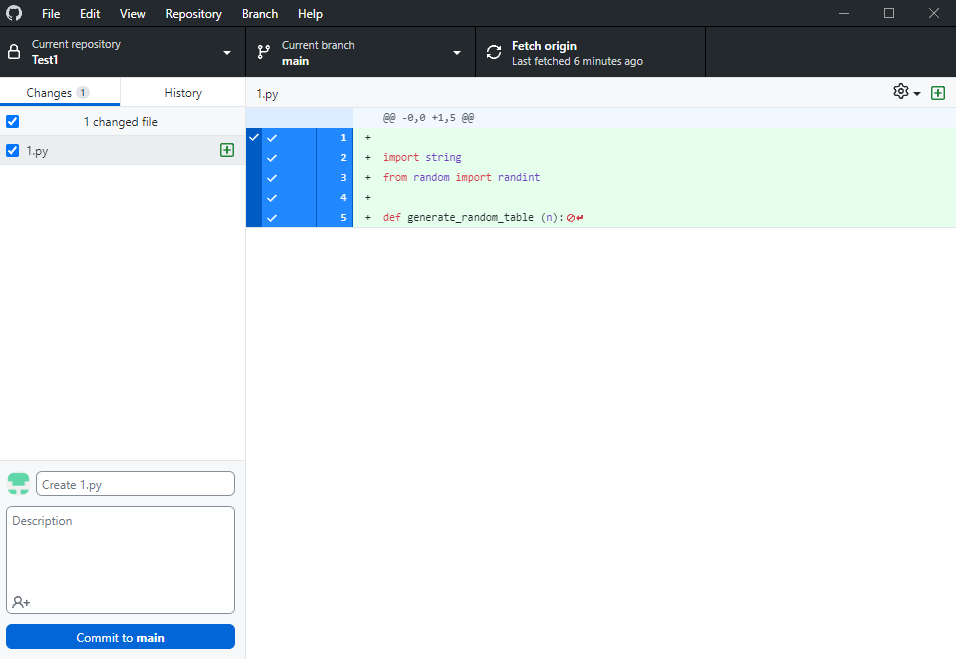 File Edit View Repository Branch Help
Current repository
Test1
Current branch
main
Fetch origin
Last fetched 6 minutes ago
Changes 1
History
1 changed file
1.py
Create 1.py
Description
Commit to main
1.py
@@ -0,0 +1,5 @@
1 +
2 + import string
3 + from random import randint
4 +
5 + def generate_random_table (n):